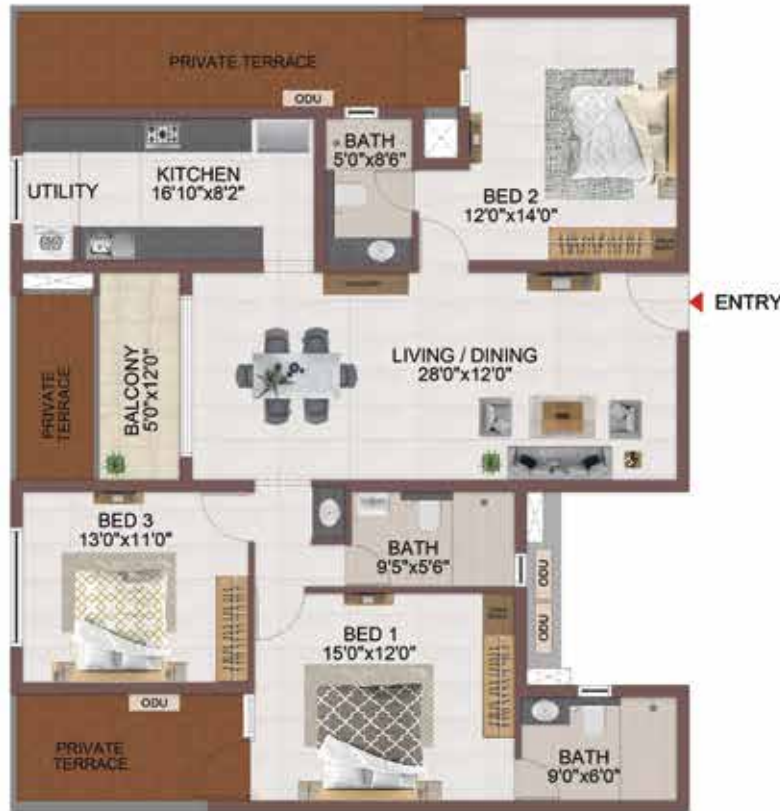 PRIVATE TERRACE
ODU
BATH
5'0"x8'6"
KITCHEN
16'10"x8'2"
UTILITY
BED 2
12'0"x14'0"
ENTRY
LIVING / DINING
28'0"x12'0"
BALCONY
5'0"x12'0"
PRIVATE
TERRACE
BED 3
13'0"x11'0"
BATH
9'5"x5'6"
ODU
ODU
BED 1
15'0"x12'0"
ODU
PRIVATE
TERRACE
BATH
9'0"x6'0"